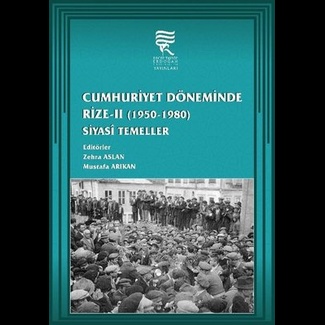 CUMHURİYET DÖNEMİNDE
RİZE-II (1950-1980)
SİYASİ TEMELLER
Editörler
Zehra ASLAN
Mustafa ARIKAN